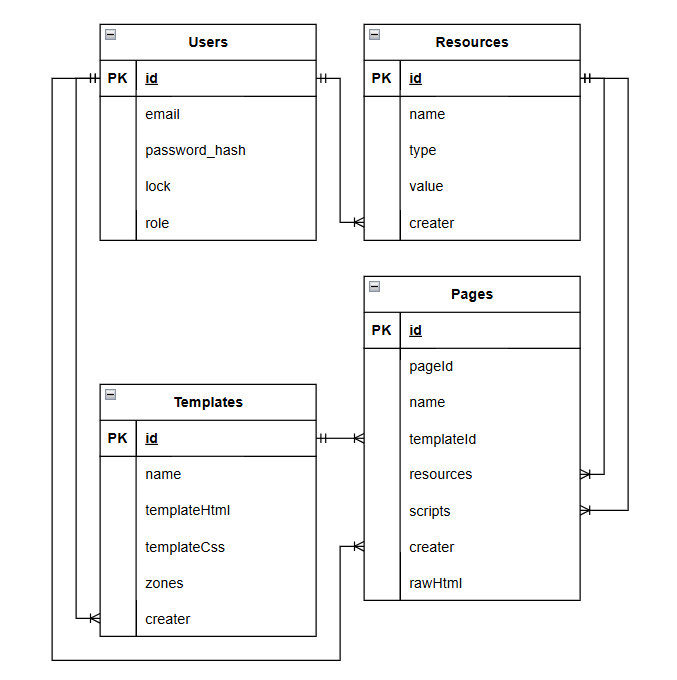 Users
PK id
email
password_hash
lock
role
Resources
PK id
name
type
value
creater
Pages
PK id
pageId
name
templateId
resources
scripts
creater
rawHtml
Templates
PK id
name
templateHtml
templateCss
zones
creater